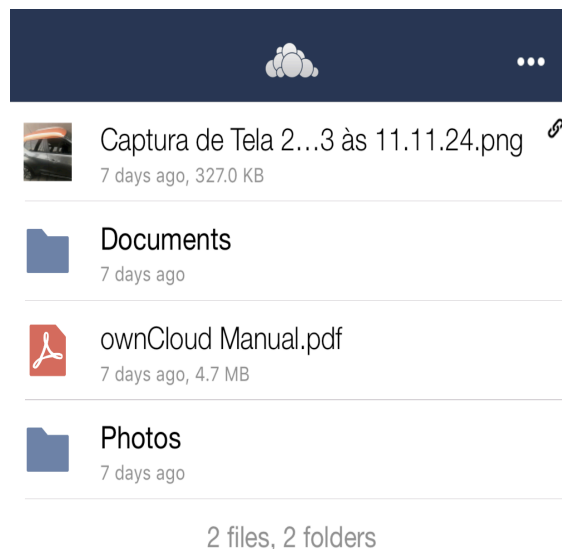 Captura de Tela 2...3 às 11.11.24.png
7 days ago, 327.0 KB
Documents
7 days ago
ownCloud Manual.pdf
7 days ago, 4.7 MB
Photos
7 days ago
2 files, 2 folders